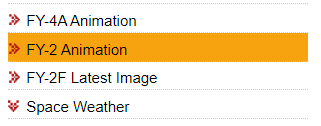 FY-4A Animation
FY-2 Animation
FY-2F Latest Image
Space Weather